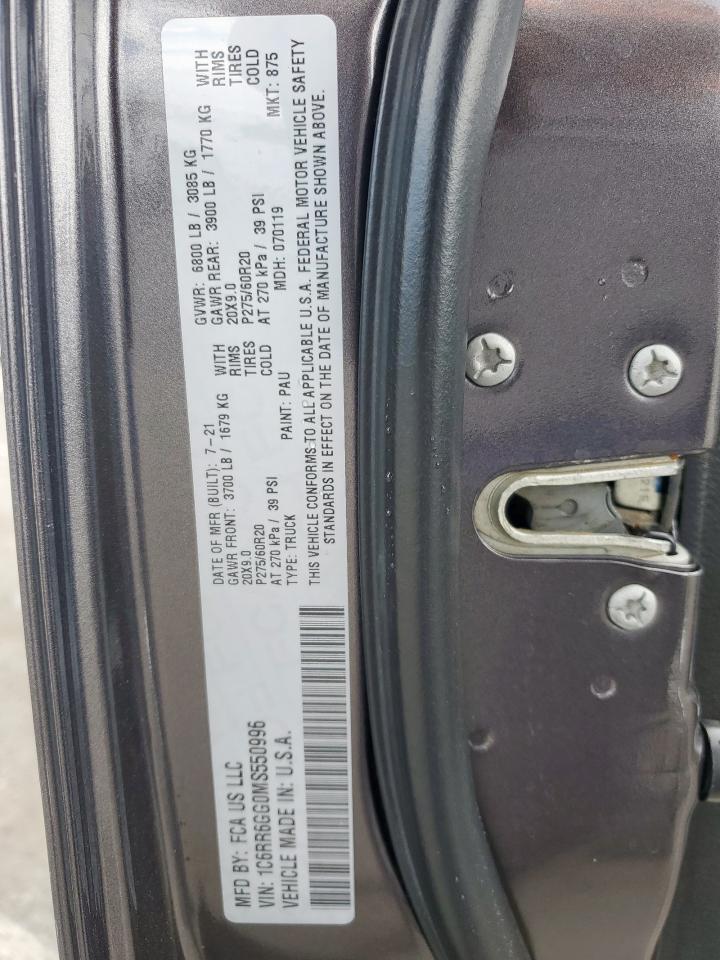 MFD BY: FCA US LLC
VIN: 1C6RR6GG0MS550996
VEHICLE MADE IN: U.S.A.
DATE OF MFR (BUILT): 7-21
GAWR FRONT: 3700 LB / 1679 KG WITH
20X9.0 RIMS
P275/60R20 TIRES
AT 270 kPa / 39 PSI COLD
TYPE: TRUCK PAINT: PAU
GVWR: 6800 LB / 3085 KG
GAWR REAR: 3900 LB / 1770 KG WITH
20X9.0 RIMS
P275/60R20 TIRES
AT 270 kPa / 39 PSI COLD
MDH: 070119 MKT: 875
THIS VEHICLE CONFORMS TO ALL APPLICABLE U.S.A. FEDERAL MOTOR VEHICLE SAFETY
STANDARDS IN EFFECT ON THE DATE OF MANUFACTURE SHOWN ABOVE.